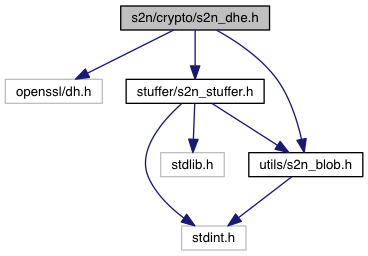 s2n/crypto/s2n_dhe.h
openssl/dh.h
stuffer/s2n_stuffer.h
stdlib.h
utils/s2n_blob.h
stdint.h